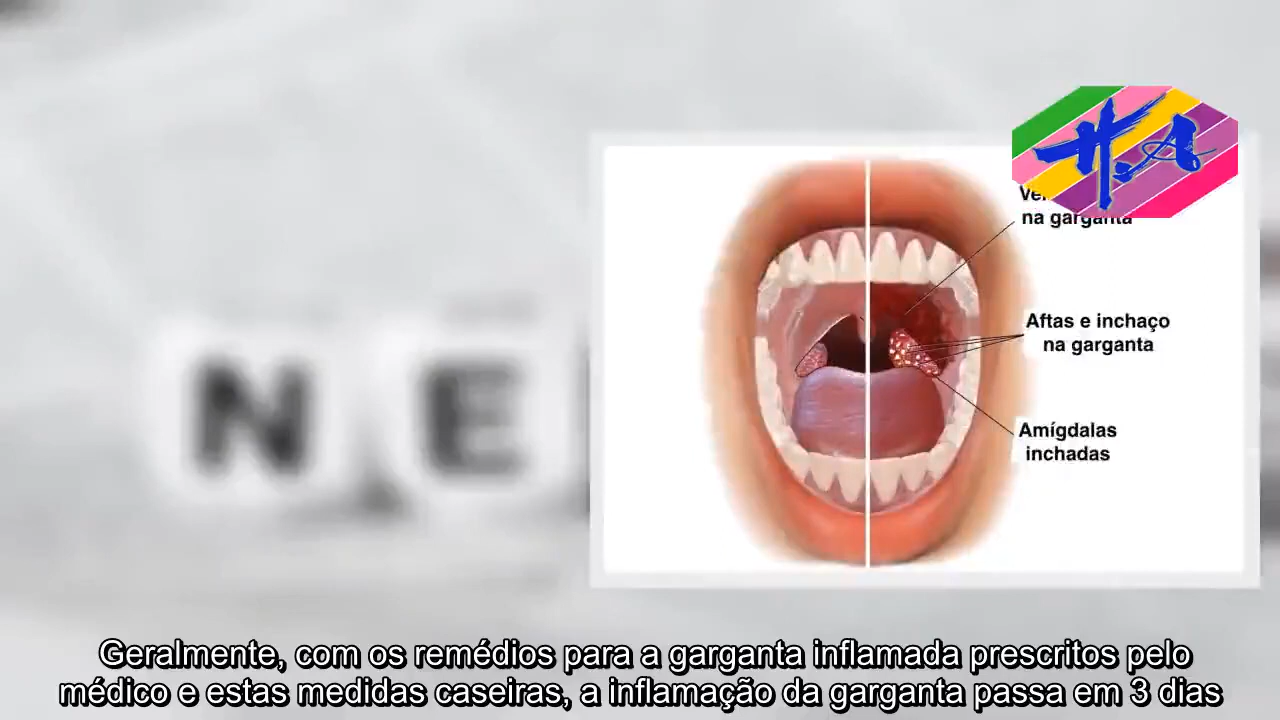 N E
H.A
na garganta
Aftas e inchaço
na garganta
Amígdalas
inchadas
Geralmente, com os remédios para a garganta inflamada prescritos pelo
médico e estas medidas caseiras, a inflamação da garganta passa em 3 dias